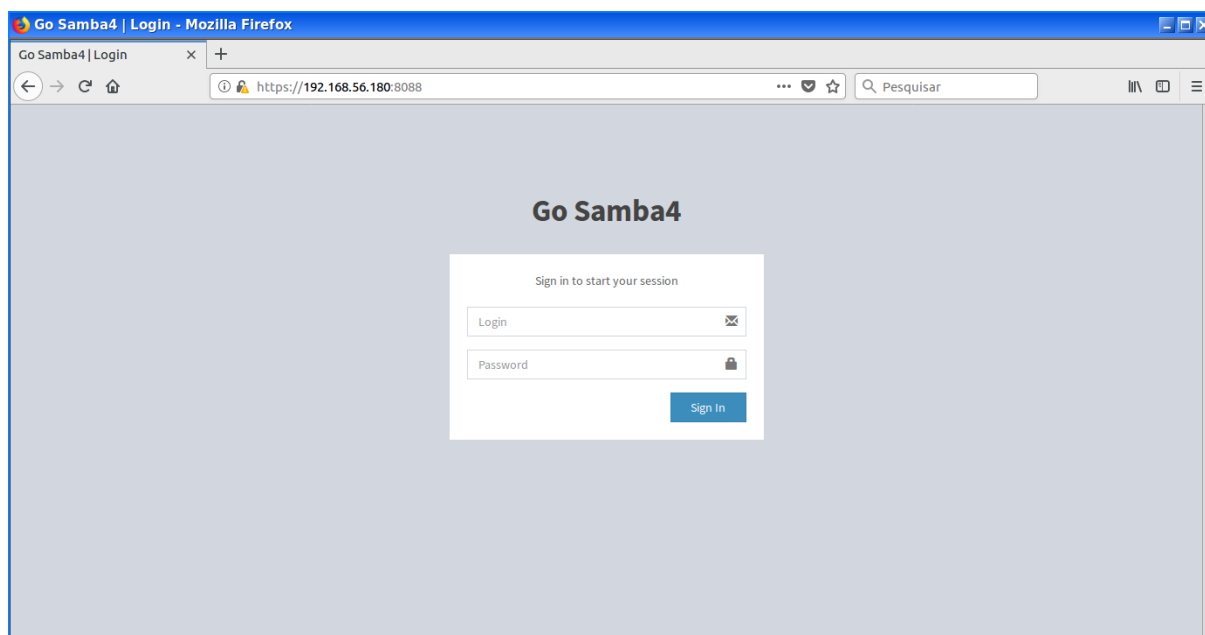 Go Samba4 | Login - Mozilla Firefox
Go Samba4 | Login
https://192.168.56.180:8088
Pesquisar
Go Samba4
Sign in to start your session
Login
Password
Sign In